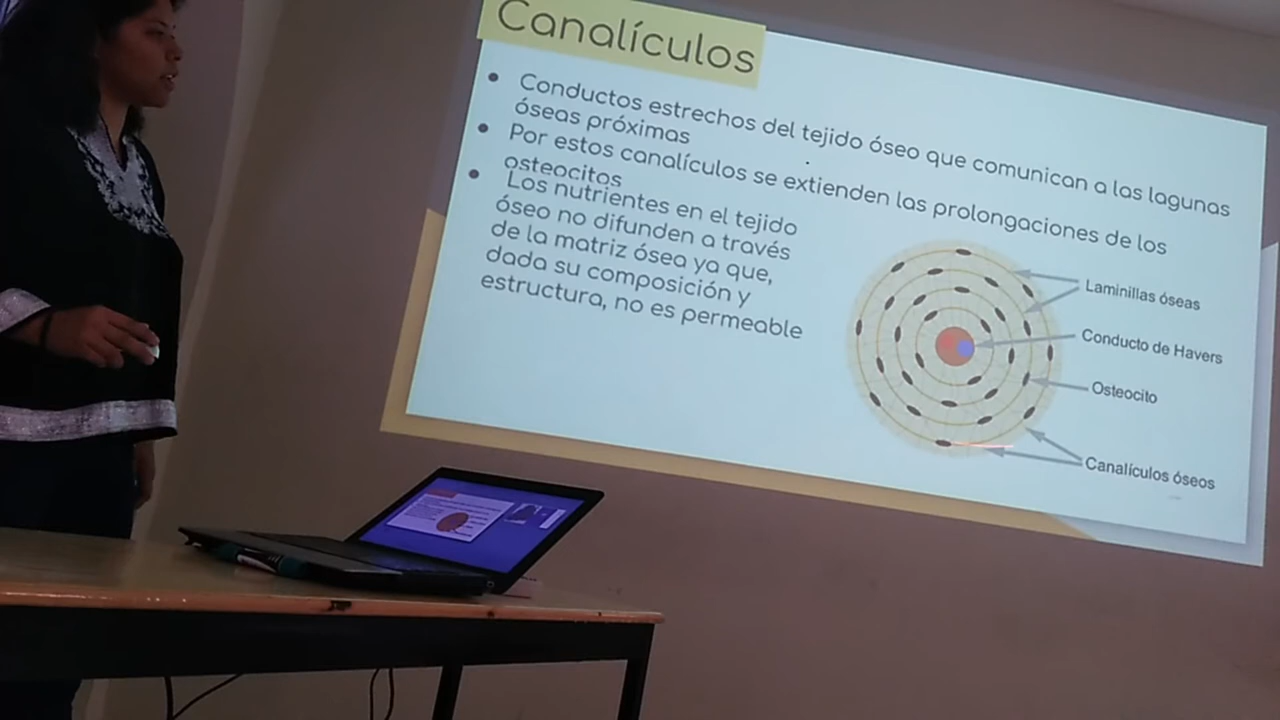 Canalículos
Conductos estrechos del tejido óseo que comunican a las lagunas
óseas próximas
Por estos canalículos se extienden las prolongaciones de los
osteocitos
Los nutrientes en el tejido
óseo no difunden a través
de la matriz ósea ya que,
dada su composición y
estructura, no es permeable
Laminillas óseas
Conducto de Havers
Osteocito
Canalículos óseos